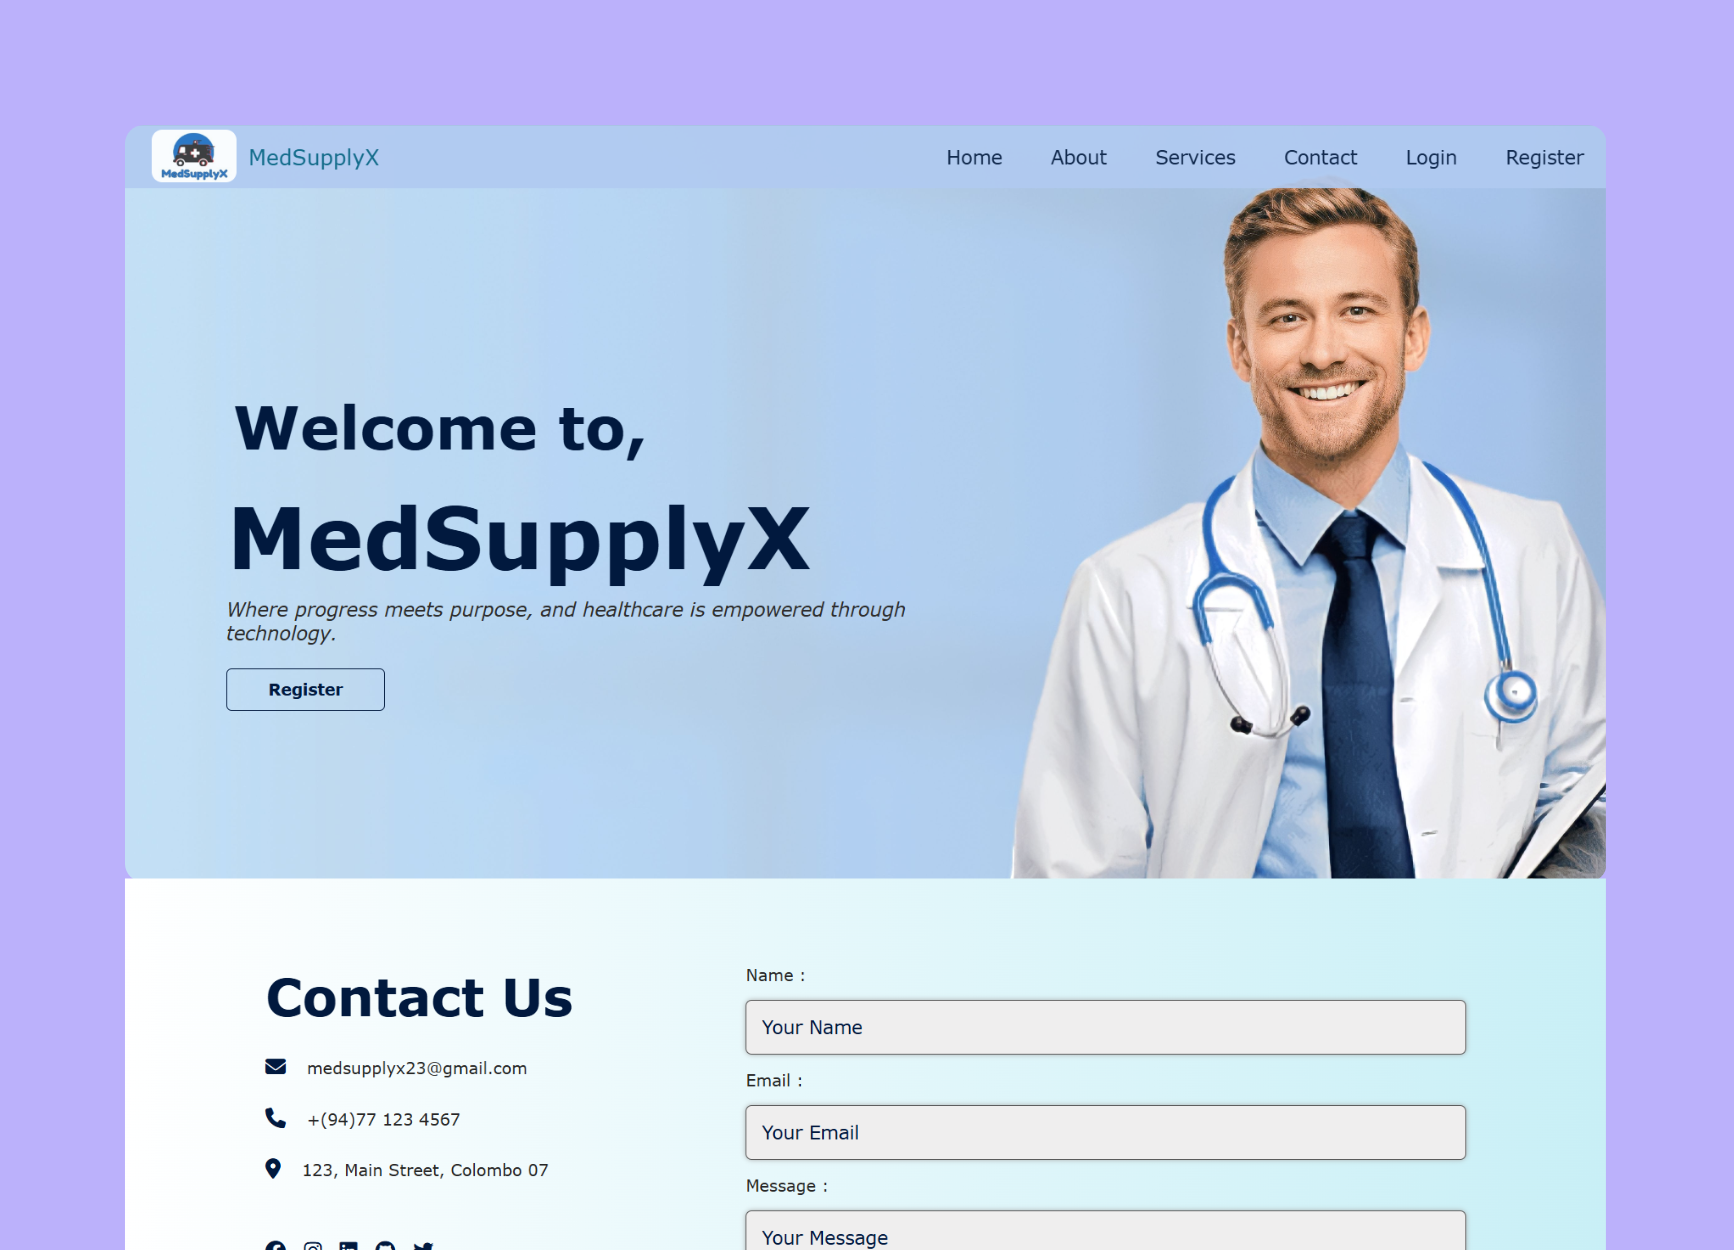 MedSupplyX
MedSupplyX
Home
About
Services
Contact
Login
Register
Welcome to,
MedSupplyX
Where progress meets purpose, and healthcare is empowered through
technology.
Register
Contact Us
medsupplyx23@gmail.com
+(94)77 123 4567
123, Main Street, Colombo 07
Name :
Your Name
Email :
Your Email
Message :
Your Message